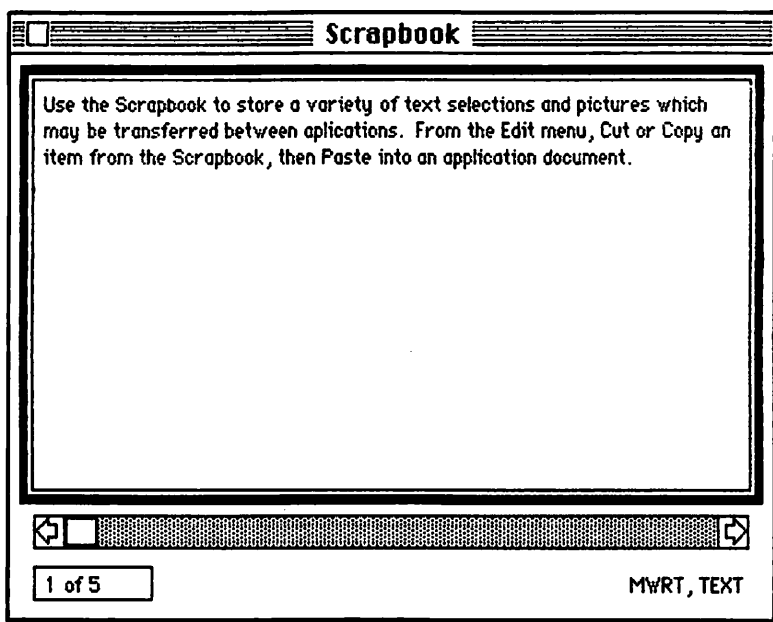 Scrapbook
Use the Scrapbook to store a variety of text selections and pictures which
may be transferred between aplications. From the Edit menu, Cut or Copy an
item from the Scrapbook, then Paste into an application document.
1 of 5
MWRT, TEXT